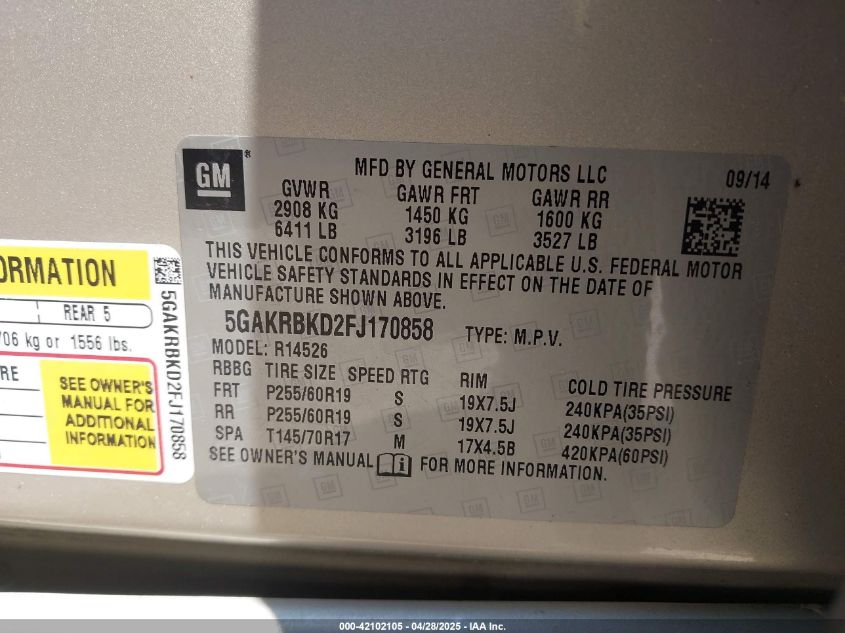 GM ®
MFD BY GENERAL MOTORS LLC
09/14
GVWR GAWR FRT GAWR RR
2908 KG 1450 KG 1600 KG
6411 LB 3196 LB 3527 LB
THIS VEHICLE CONFORMS TO ALL APPLICABLE U.S. FEDERAL MOTOR
VEHICLE SAFETY STANDARDS IN EFFECT ON THE DATE OF
MANUFACTURE SHOWN ABOVE.
5GAKRBKD2FJ170858 TYPE: M.P.V.
MODEL: R14526
RBBG TIRE SIZE SPEED RTG RIM COLD TIRE PRESSURE
FRT P255/60R19 S 19X7.5J 240KPA(35PSI)
RR P255/60R19 S 19X7.5J 240KPA(35PSI)
SPA T145/70R17 M 17X4.5B 420KPA(60PSI)
SEE OWNER'S MANUAL FOR MORE INFORMATION.
ORMATION
REAR 5
706 kg or 1556 lbs.
RE
SEE OWNER'S
MANUAL FOR
ADDITIONAL
INFORMATION
5GAKRBKD2FJ170858
000-42102105 - 04/28/2025 - IAA Inc.